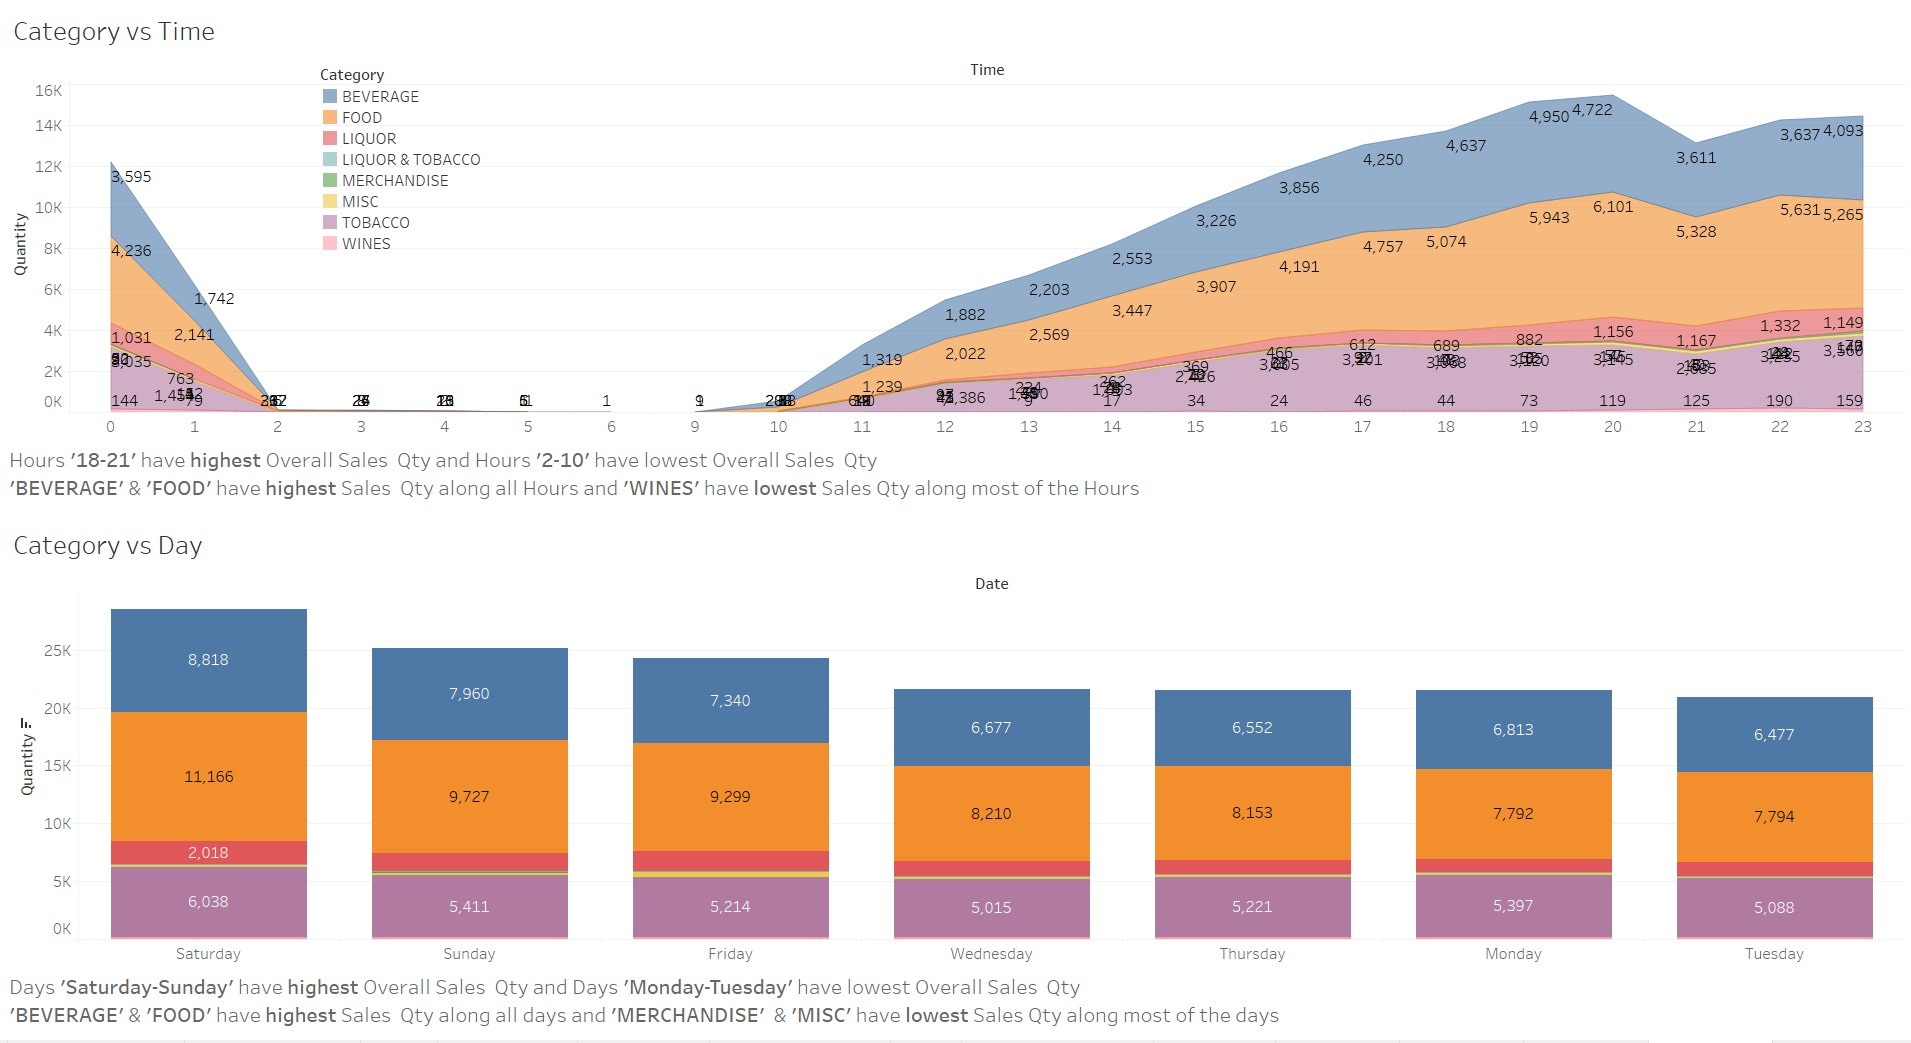 Category vs Time
Time
Category
BEVERAGE
FOOD
LIQUOR
LIQUOR & TOBACCO
MERCHANDISE
MISC
TOBACCO
WINES
Quantity
16K
14K
12K
10K
8K
6K
4K
2K
0K
3,595 1,742 1,319 1,882 2,203 2,553 3,226 3,856 4,250 4,637 4,950 4,722 3,611 3,637 4,093
4,236 2,141 1,239 2,022 2,569 3,447 3,907 4,191 4,757 5,074 5,943 6,101 5,328 5,631 5,265
1,031 763 369 466 612 689 882 1,156 1,167 1,332 1,149
144 79 1 9 17 34 24 46 44 73 119 125 190 159
0 1 2 3 4 5 6 9 10 11 12 13 14 15 16 17 18 19 20 21 22 23
Hours '18-21' have highest Overall Sales Qty and Hours '2-10' have lowest Overall Sales Qty
'BEVERAGE' & 'FOOD' have highest Sales Qty along all Hours and 'WINES' have lowest Sales Qty along most of the Hours
Category vs Day
Date
Quantity
25K
20K
15K
10K
5K
0K
8,818 7,960 7,340 6,677 6,552 6,813 6,477
11,166 9,727 9,299 8,210 8,153 7,792 7,794
2,018
6,038 5,411 5,214 5,015 5,221 5,397 5,088
Saturday Sunday Friday Wednesday Thursday Monday Tuesday
Days 'Saturday-Sunday' have highest Overall Sales Qty and Days 'Monday-Tuesday' have lowest Overall Sales Qty
'BEVERAGE' & 'FOOD' have highest Sales Qty along all days and 'MERCHANDISE' & 'MISC' have lowest Sales Qty along most of the days